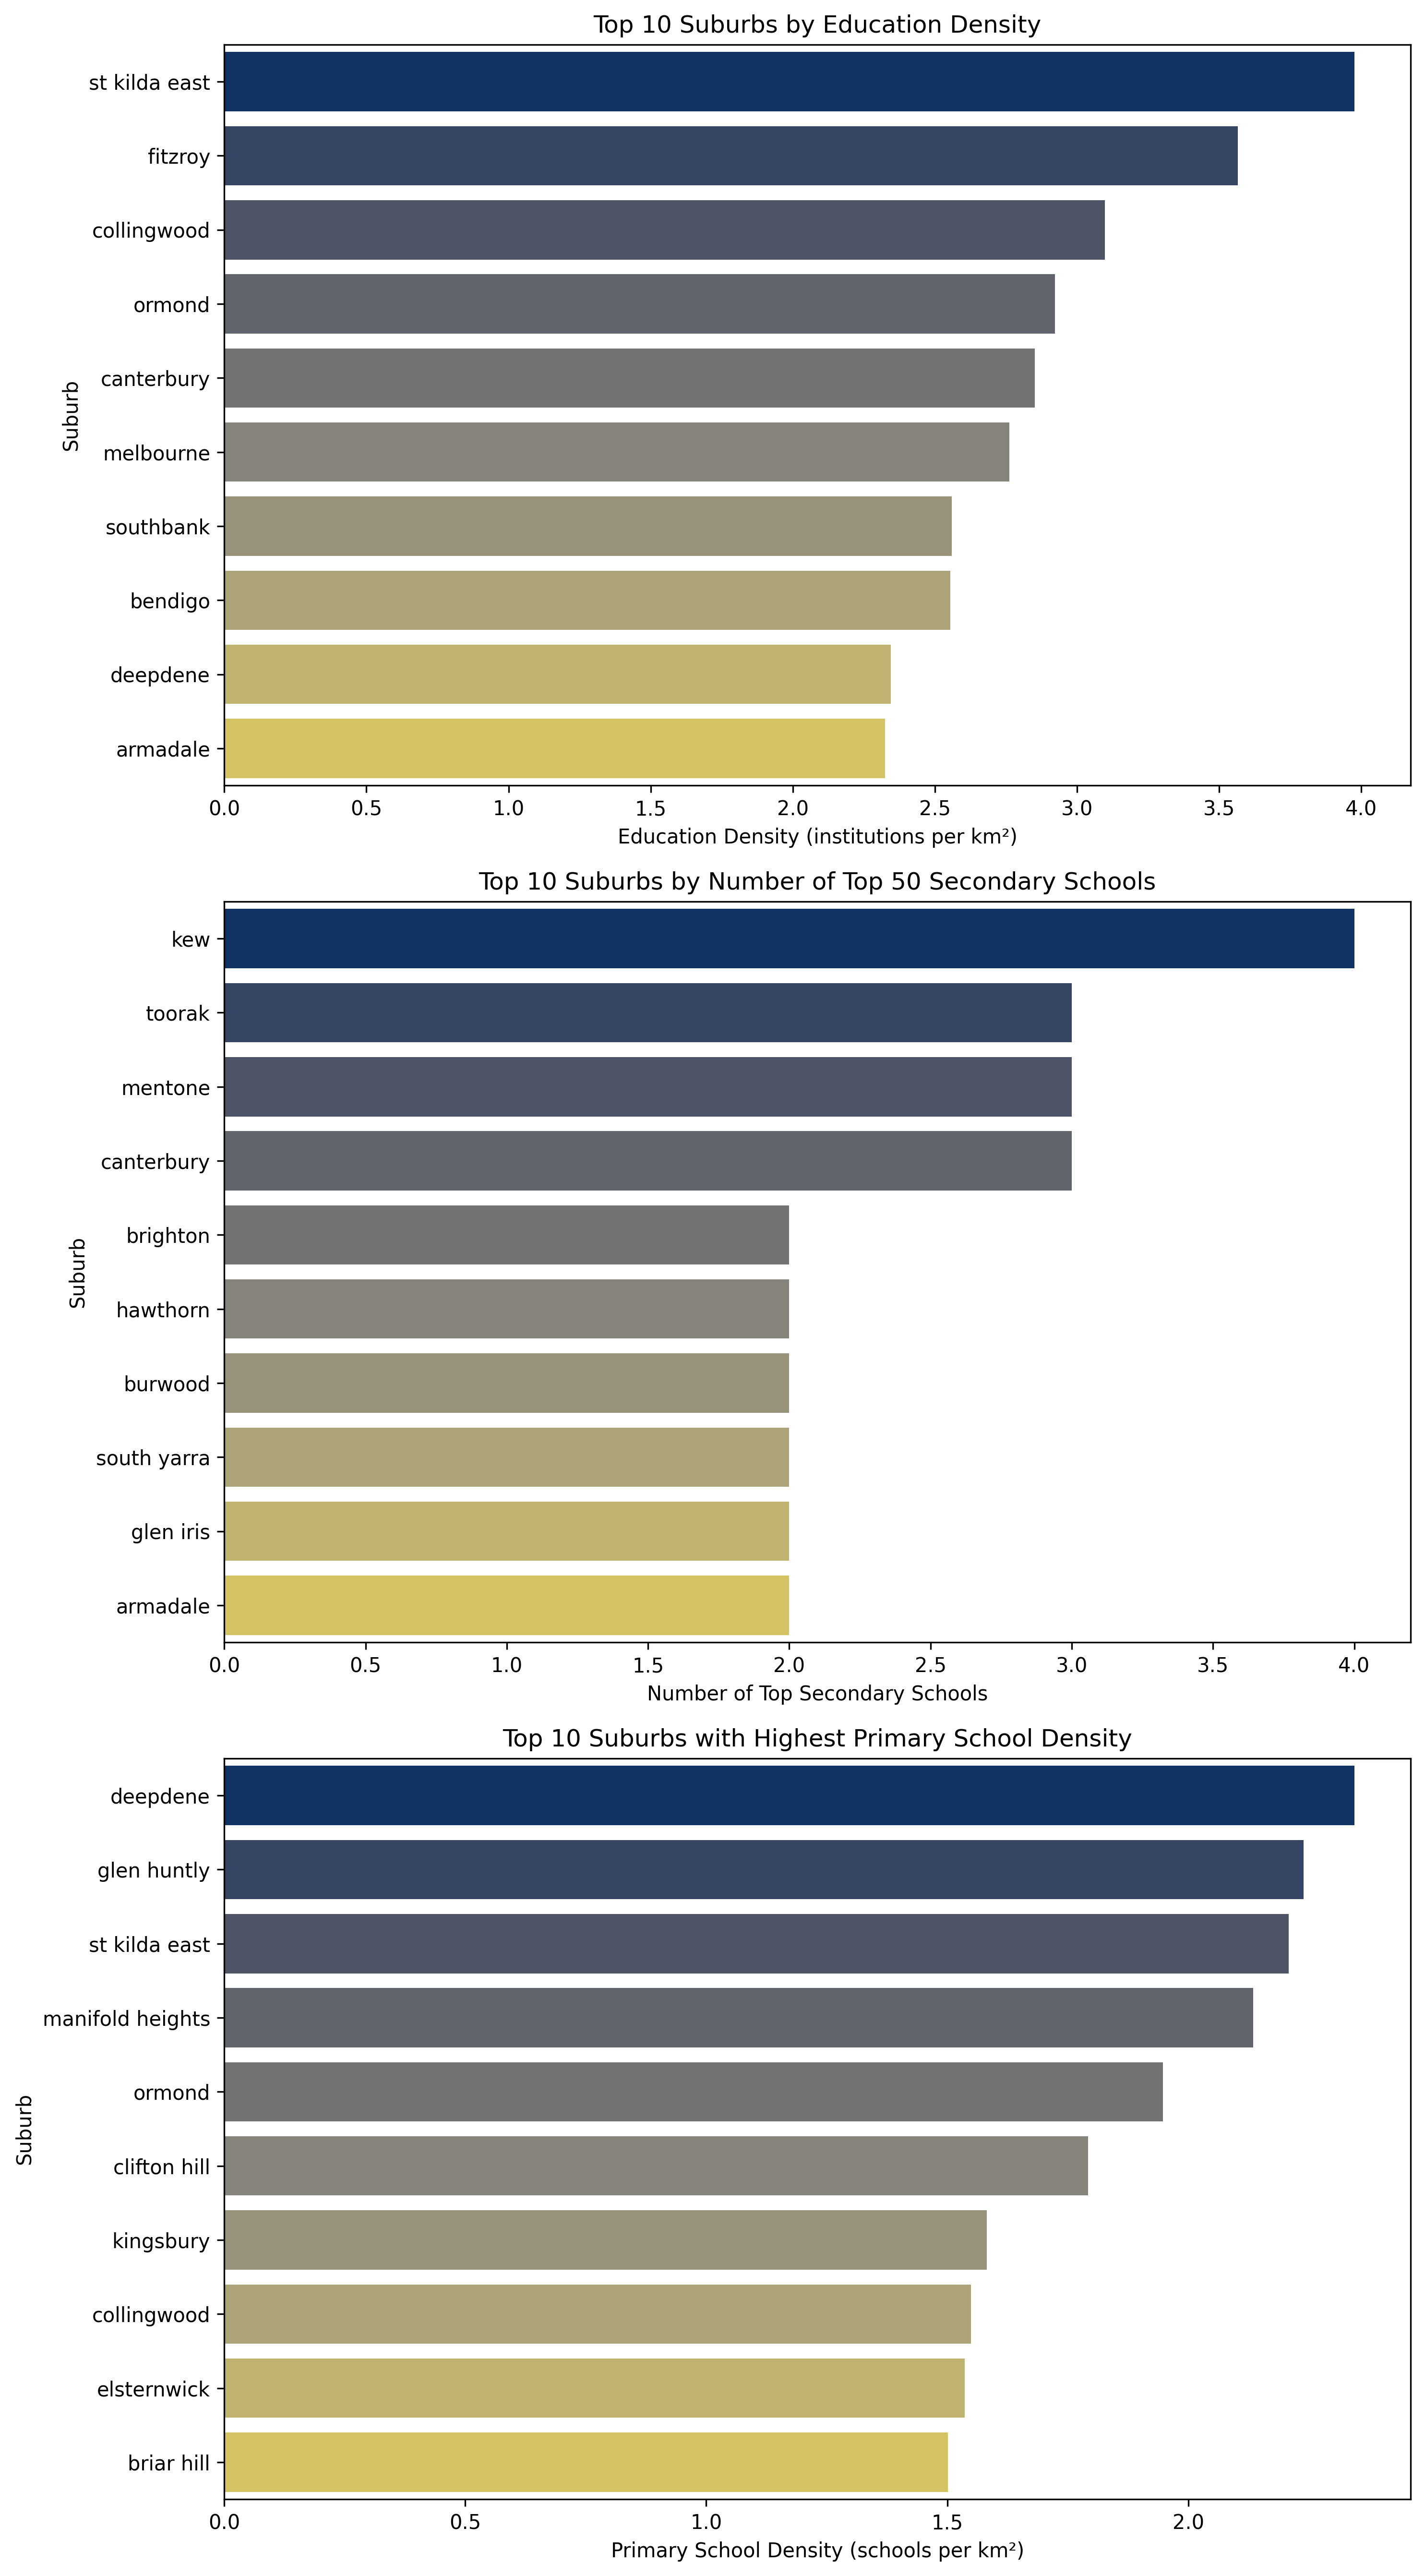 Top 10 Suburbs by Education Density
Suburb
st kilda east
fitzroy
collingwood
ormond
canterbury
melbourne
southbank
bendigo
deepdene
armadale
0.0 0.5 1.0 1.5 2.0 2.5 3.0 3.5 4.0
Education Density (institutions per km²)
Top 10 Suburbs by Number of Top 50 Secondary Schools
Suburb
kew
toorak
mentone
canterbury
brighton
hawthorn
burwood
south yarra
glen iris
armadale
0.0 0.5 1.0 1.5 2.0 2.5 3.0 3.5 4.0
Number of Top Secondary Schools
Top 10 Suburbs with Highest Primary School Density
Suburb
deepdene
glen huntly
st kilda east
manifold heights
ormond
clifton hill
kingsbury
collingwood
elsternwick
briar hill
0.0 0.5 1.0 1.5 2.0
Primary School Density (schools per km²)